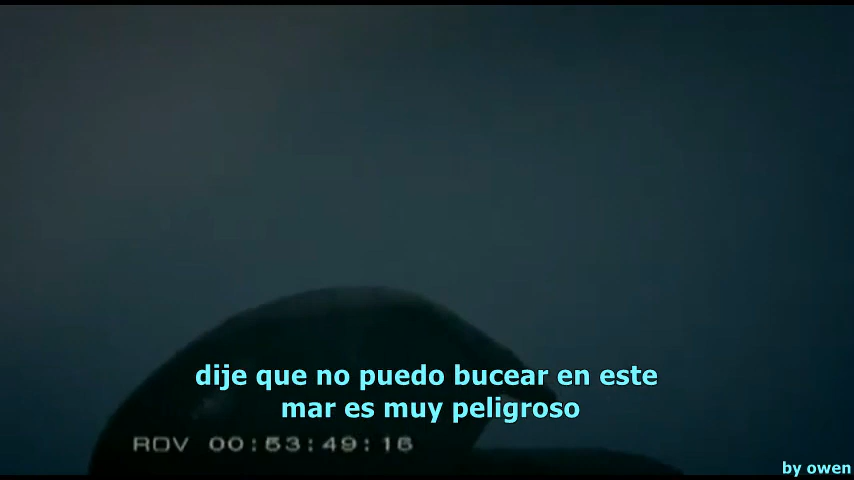 dije que no puedo bucear en este
mar es muy peligroso
ROV 00:53:49:16
by owen